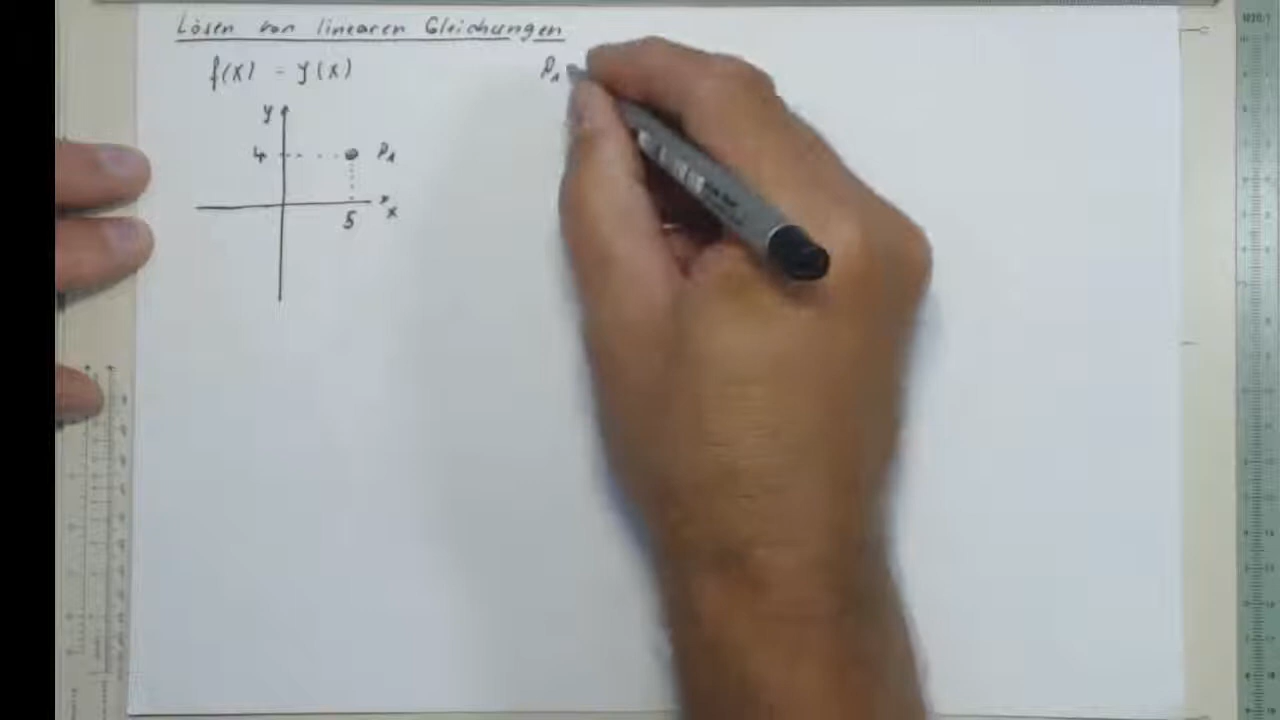 Lösen von linearen Gleichungen
f(x) = y(x)
P₁
y
4
P₁
x
5